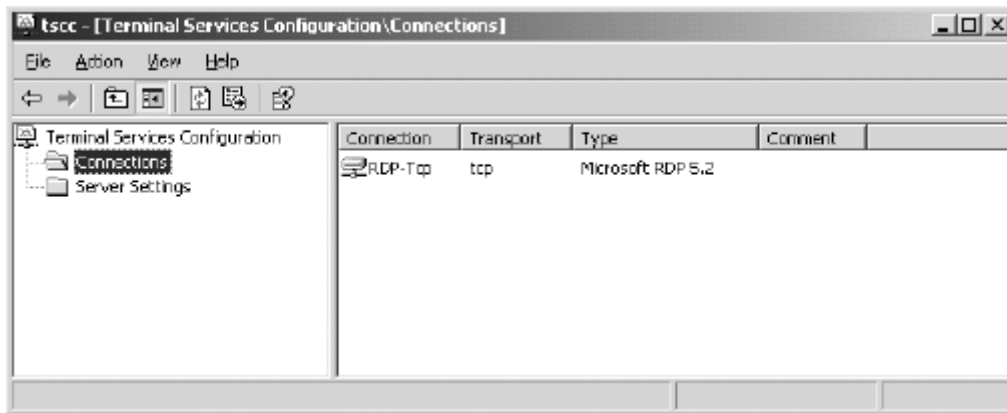 tscc - [Terminal Services Configuration\Connections]
File Action View Help
Terminal Services Configuration
Connections
Server Settings
Connection Transport Type Comment
RDP-Tcp tcp Microsoft RDP 5.2